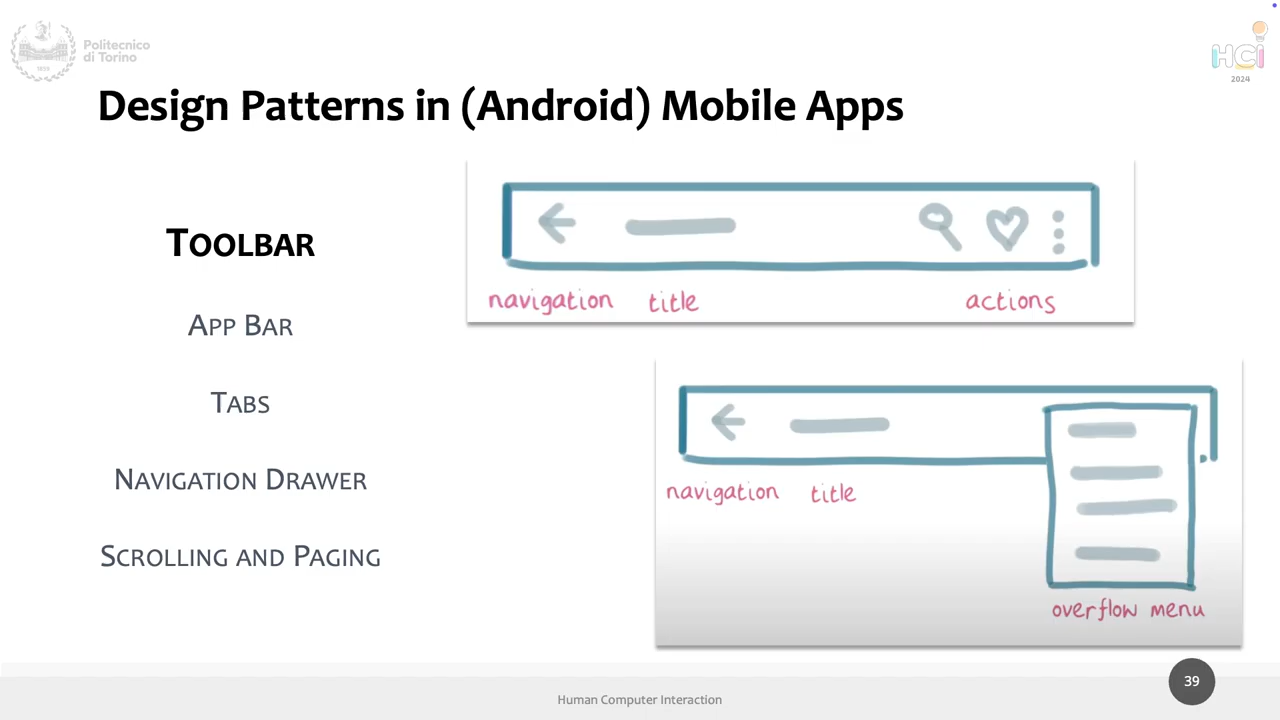 Politecnico
di Torino
1859
HCI
2024
Design Patterns in (Android) Mobile Apps
TOOLBAR
APP BAR
TABS
NAVIGATION DRAWER
SCROLLING AND PAGING
navigation title actions
navigation title
overflow menu
39
Human Computer Interaction